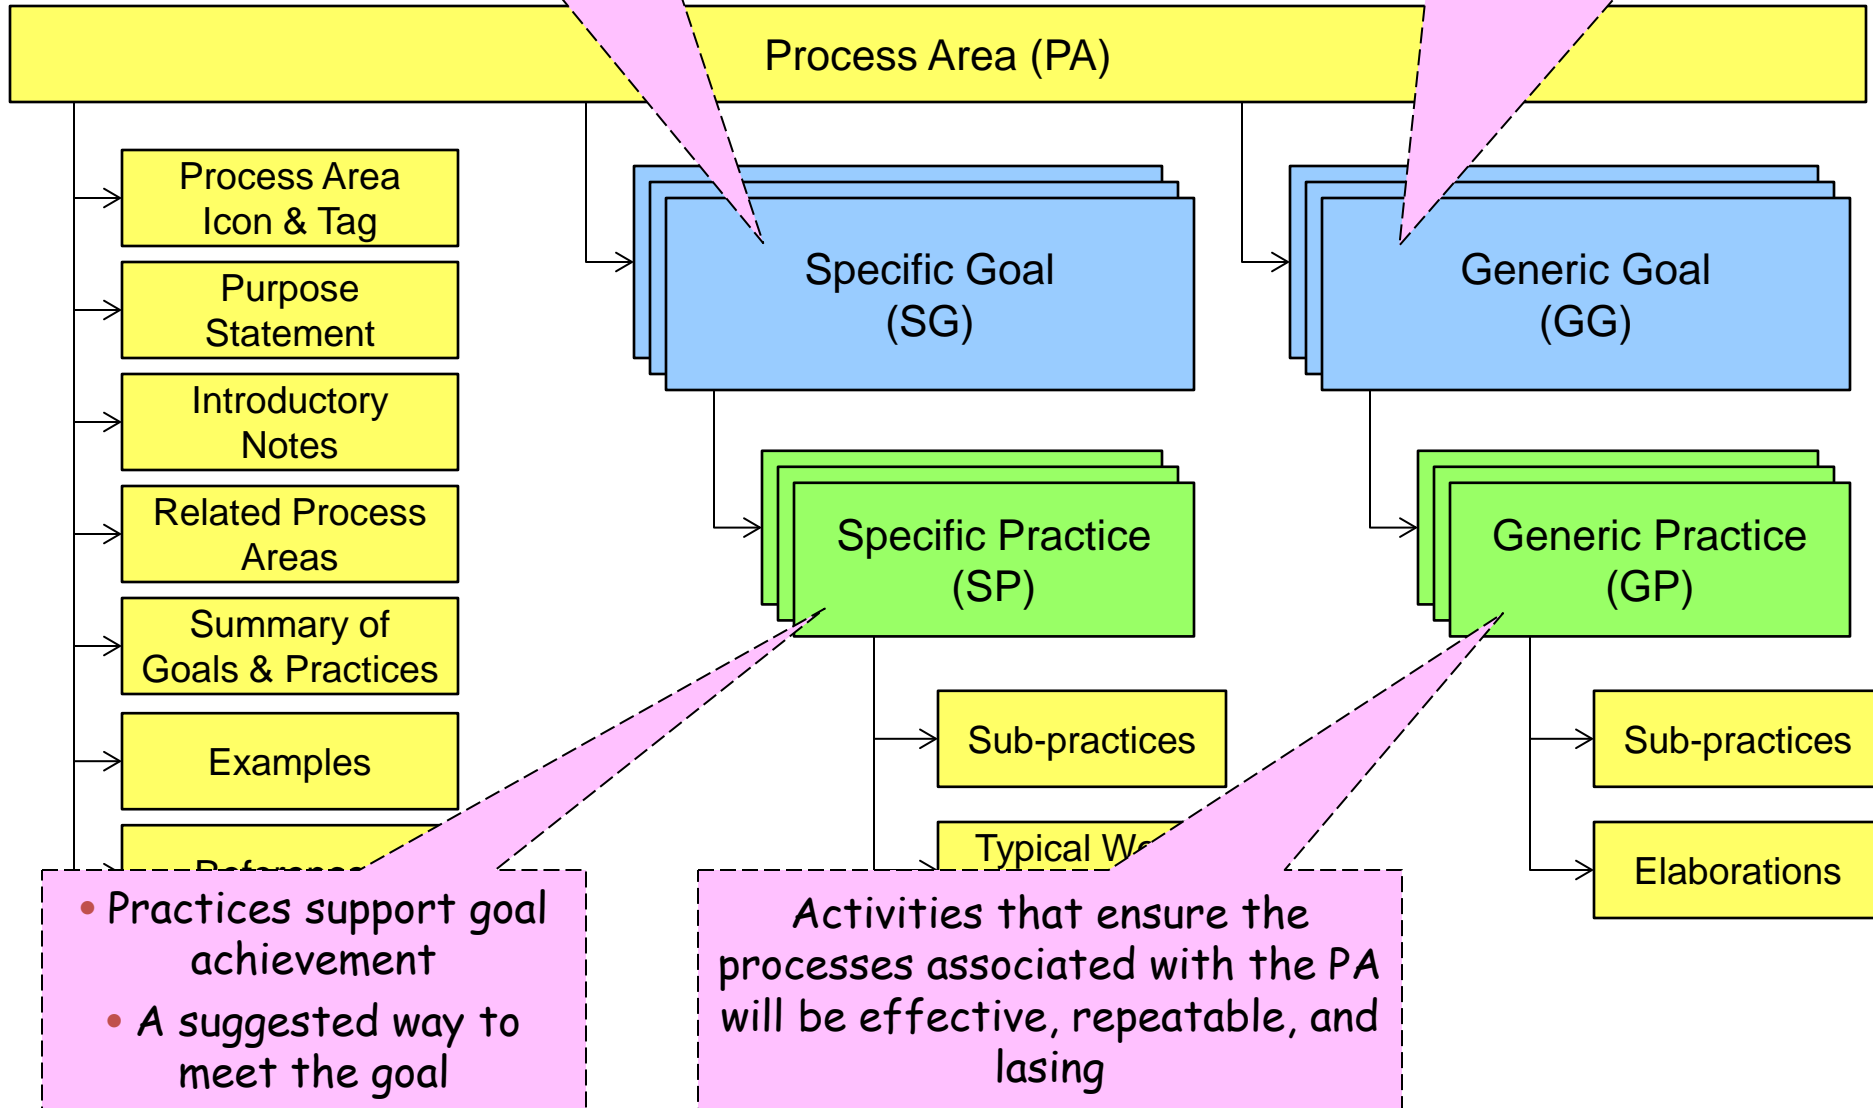 Process Area (PA)
Process Area
Icon & Tag
Purpose
Statement
Introductory
Notes
Related Process
Areas
Summary of
Goals & Practices
Examples
Specific Goal
(SG)
Specific Practice
(SP)
Sub-practices
Typical
Generic Goal
(GG)
Generic Practice
(GP)
Sub-practices
Elaborations
• Practices support goal
achievement
• A suggested way to
meet the goal
Activities that ensure the
processes associated with the PA
will be effective, repeatable, and
lasing